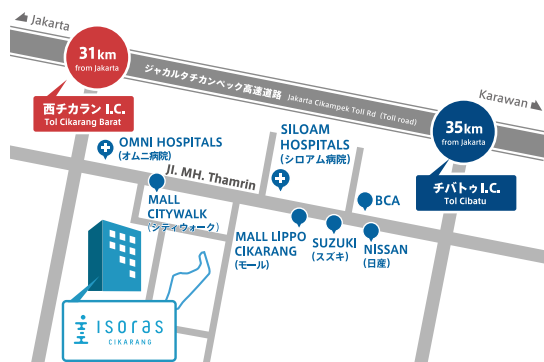 Jakarta
31km
from Jakarta
西チカラン I.C.
Tol Cikarang Barat
ジャカルタチカンペック高速道路 Jakarta Cikampek Toll Rd (Toll road)
Karawan
35km
from Jakarta
チバトゥ I.C.
Tol Cibatu
OMNI HOSPITALS
(オムニ病院)
SILOAM
HOSPITALS
(シロアム病院)
Jl. MH. Thamrin
MALL
CITYWALK
(シティウォーク)
BCA
MALL LIPPO
CIKARANG
(モール)
SUZUKI
(スズキ)
NISSAN
(日産)
isoras
CIKARANG